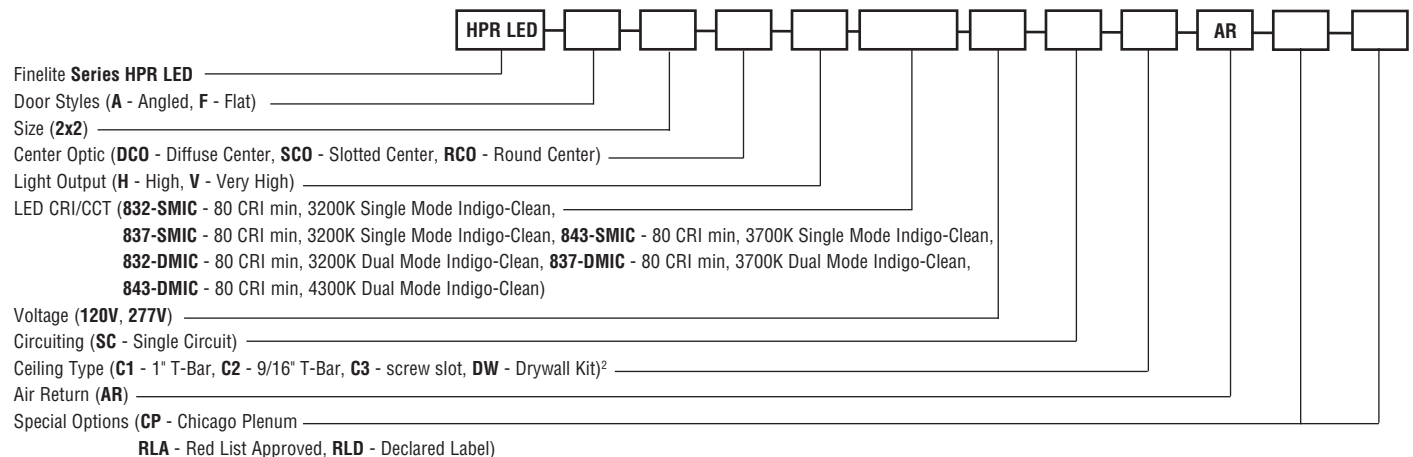 HPR LED
AR
Finelite Series HPR LED
Door Styles (A - Angled, F - Flat)
Size (2x2)
Center Optic (DCO - Diffuse Center, SCO - Slotted Center, RCO - Round Center)
Light Output (H - High, V - Very High)
LED CRI/CCT (832-SMIC - 80 CRI min, 3200K Single Mode Indigo-Clean,
837-SMIC - 80 CRI min, 3200K Single Mode Indigo-Clean, 843-SMIC - 80 CRI min, 3700K Single Mode Indigo-Clean,
832-DMIC - 80 CRI min, 3200K Dual Mode Indigo-Clean, 837-DMIC - 80 CRI min, 3700K Dual Mode Indigo-Clean,
843-DMIC - 80 CRI min, 4300K Dual Mode Indigo-Clean)
Voltage (120V, 277V)
Circuiting (SC - Single Circuit)
Ceiling Type (C1 - 1" T-Bar, C2 - 9/16" T-Bar, C3 - screw slot, DW - Drywall Kit)²
Air Return (AR)
Special Options (CP - Chicago Plenum
RLA - Red List Approved, RLD - Declared Label)